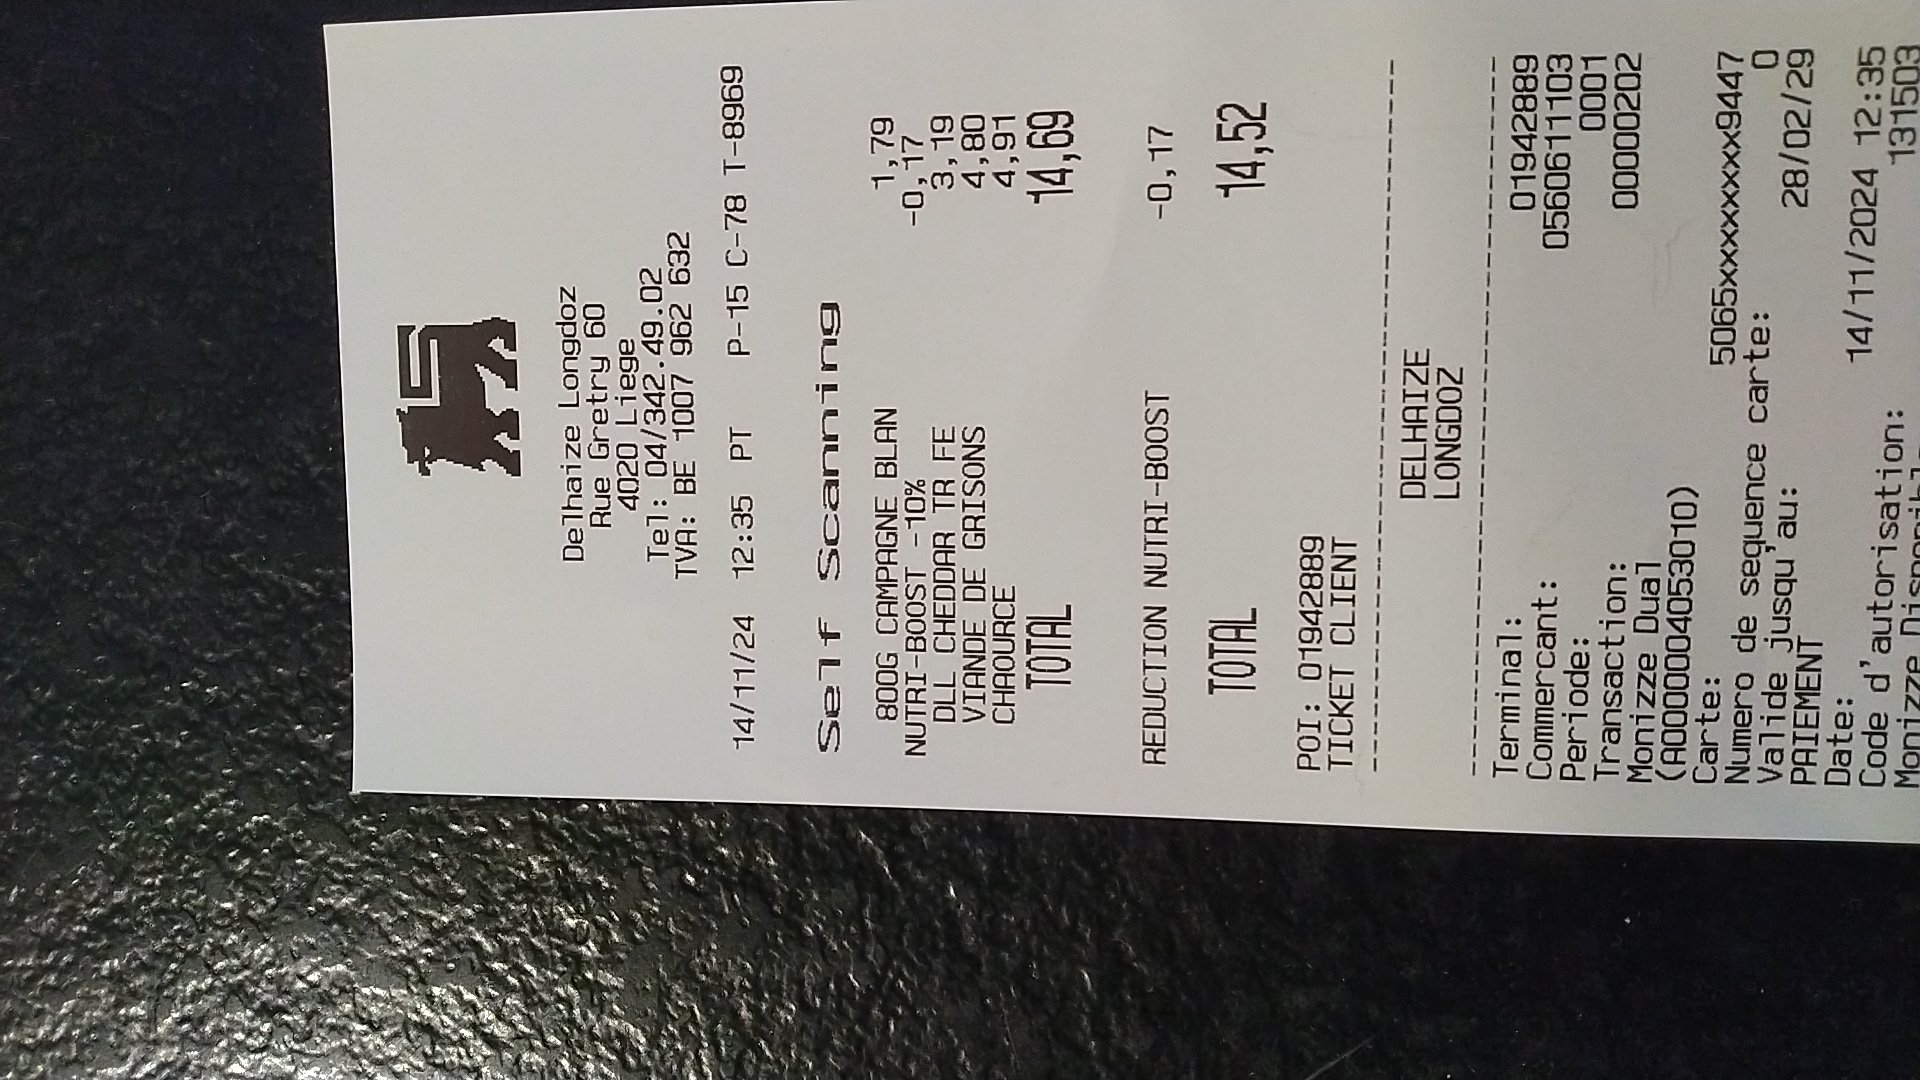 Delhaize Longdoz
Rue Gretry 60
4020 Liege
Tel: 04/342.49.02
TVA: BE 1007 962 632
14/11/24 12:35 PT P-15 C-78 T-8969
Self Scanning
800G CAMPAGNE BLAN 1,79
NUTRI-BOOST -10% -0,17
DLL CHEDDAR TR FE 3,19
VIANDE DE GRISONS 4,80
CHAOURCE 4,91
TOTAL 14,69
REDUCTION NUTRI-BOOST -0,17
TOTAL 14,52
POI: 01942889
TICKET CLIENT
DELHAIZE
LONGDOZ
Terminal: 01942889
Commercant: 0560611103
Periode: 0001
Transaction: 00000202
Monizze Dual
(A000004053010)
Carte: 5065xxxxxxxxx9447
Numero de sequence carte: 0
Valide jusqu'au: 28/02/29
PAIEMENT
Date: 14/11/2024 12:35
Code d'autorisation: 131503
Monizze